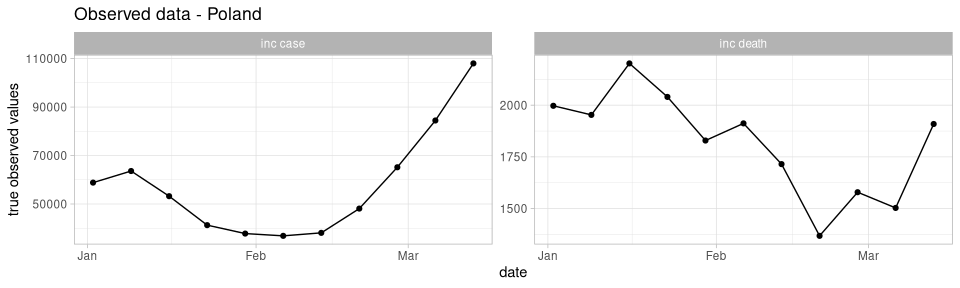 Observed data - Poland
inc case
inc death
true observed values
110000
90000
70000
50000
2000
1750
1500
Jan
Feb
Mar
Jan
Feb
Mar
date